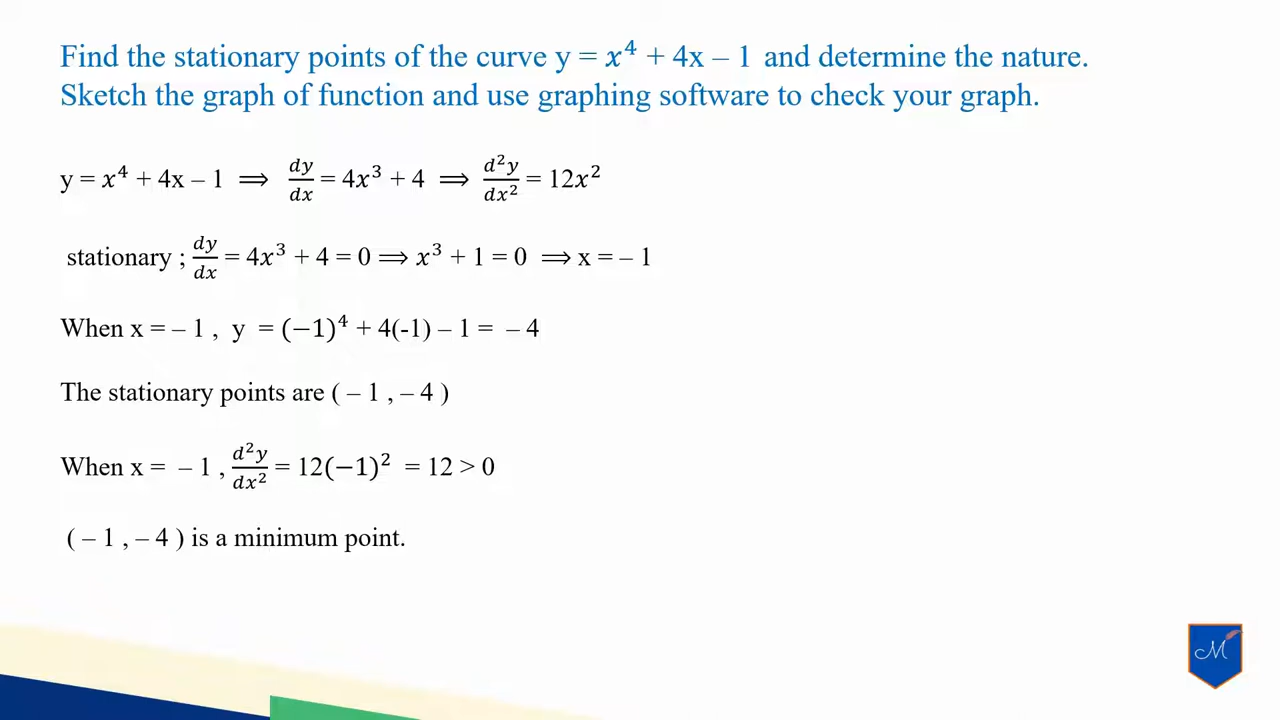 Find the stationary points of the curve y = x⁴ + 4x – 1 and determine the nature.
Sketch the graph of function and use graphing software to check your graph.
y = x⁴ + 4x – 1 ⟹ dy/dx = 4x³ + 4 ⟹ d²y/dx² = 12x²
stationary ; dy/dx = 4x³ + 4 = 0 ⟹ x³ + 1 = 0 ⟹ x = – 1
When x = – 1 , y = (−1)⁴ + 4(-1) – 1 = – 4
The stationary points are ( – 1 , – 4 )
When x = – 1 , d²y/dx² = 12(−1)² = 12 > 0
( – 1 , – 4 ) is a minimum point.
M